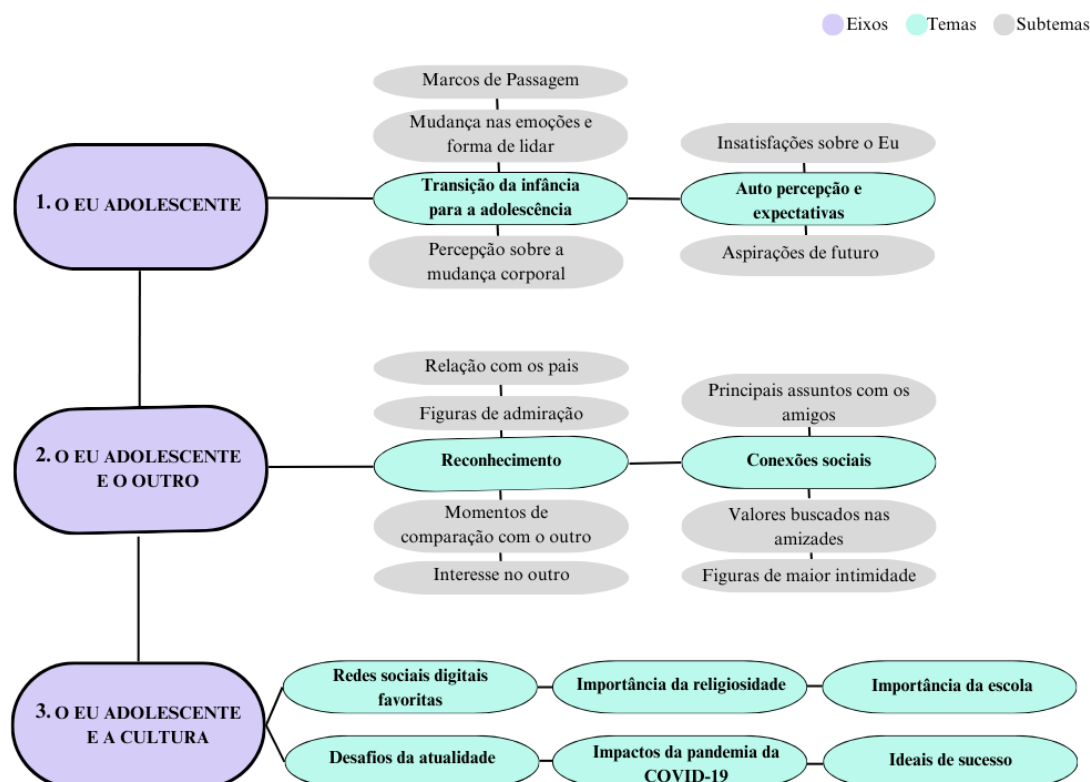 Eixos
Temas
Subtemas
Marcos de Passagem
Mudança nas emoções e
forma de lidar
Insatisfações sobre o Eu
1. O EU ADOLESCENTE
Transição da infância
para a adolescência
Auto percepção e
expectativas
Percepção sobre a
mudança corporal
Aspirações de futuro
Relação com os pais
Figuras de admiração
Principais assuntos com os
amigos
2. O EU ADOLESCENTE
E O OUTRO
Reconhecimento
Conexões sociais
Momentos de
comparação com o outro
Interesse no outro
Valores buscados nas
amizades
Figuras de maior intimidade
3. O EU ADOLESCENTE
E A CULTURA
Redes sociais digitais
favoritas
Importância da religiosidade
Importância da escola
Desafios da atualidade
Impactos da pandemia da
COVID-19
Ideais de sucesso